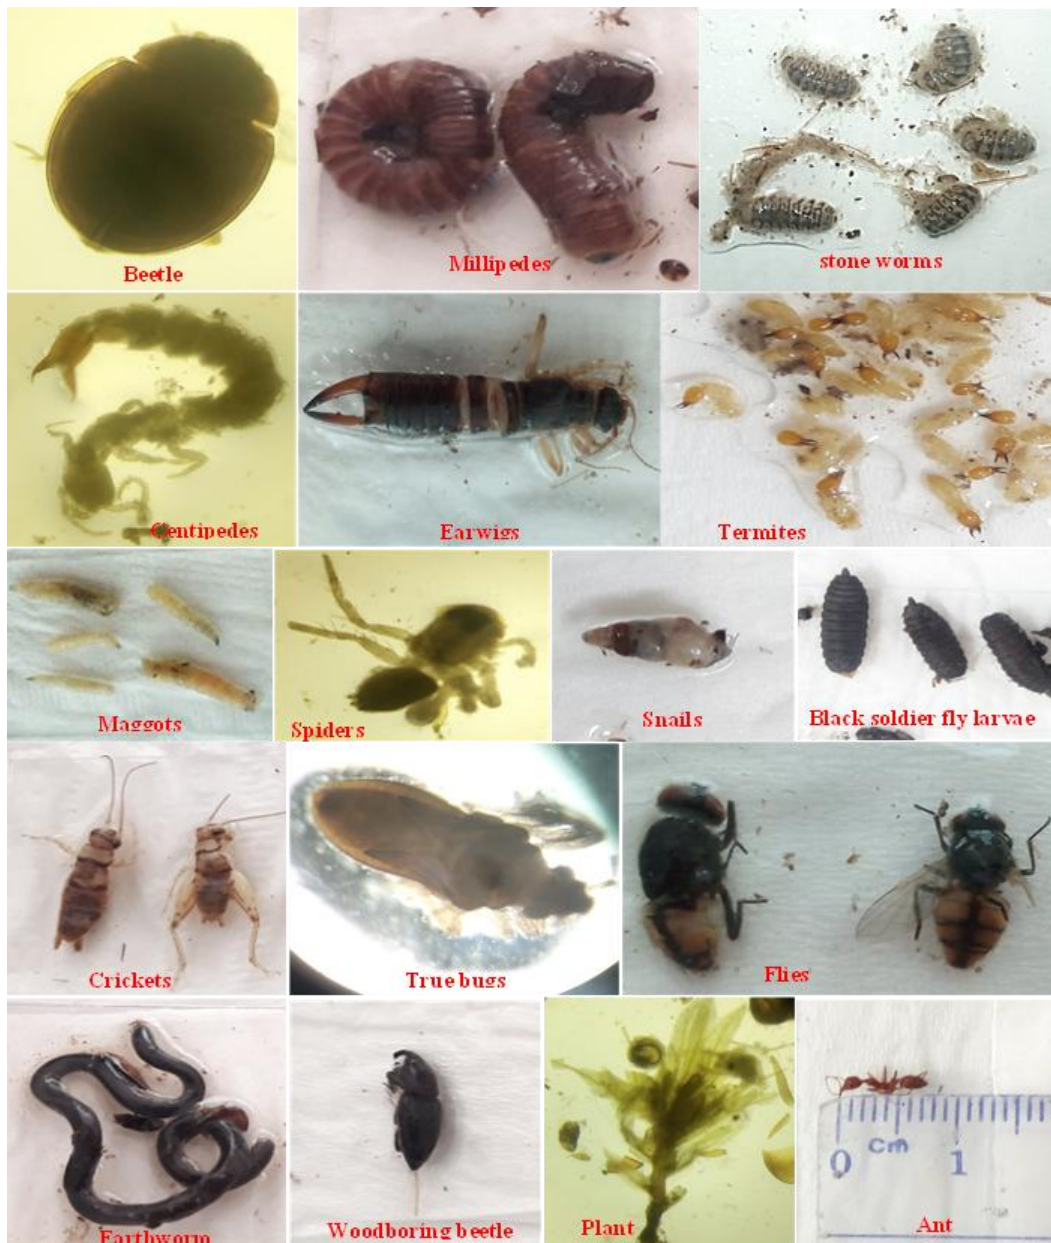 Beetle
Millipedes
stone worms
Centipedes
Earwigs
Termites
Maggots
Spiders
Snails
Black soldier fly larvae
Crickets
True bugs
Flies
Earthworm
Woodboring beetle
Plant
Ant
cm
0 1